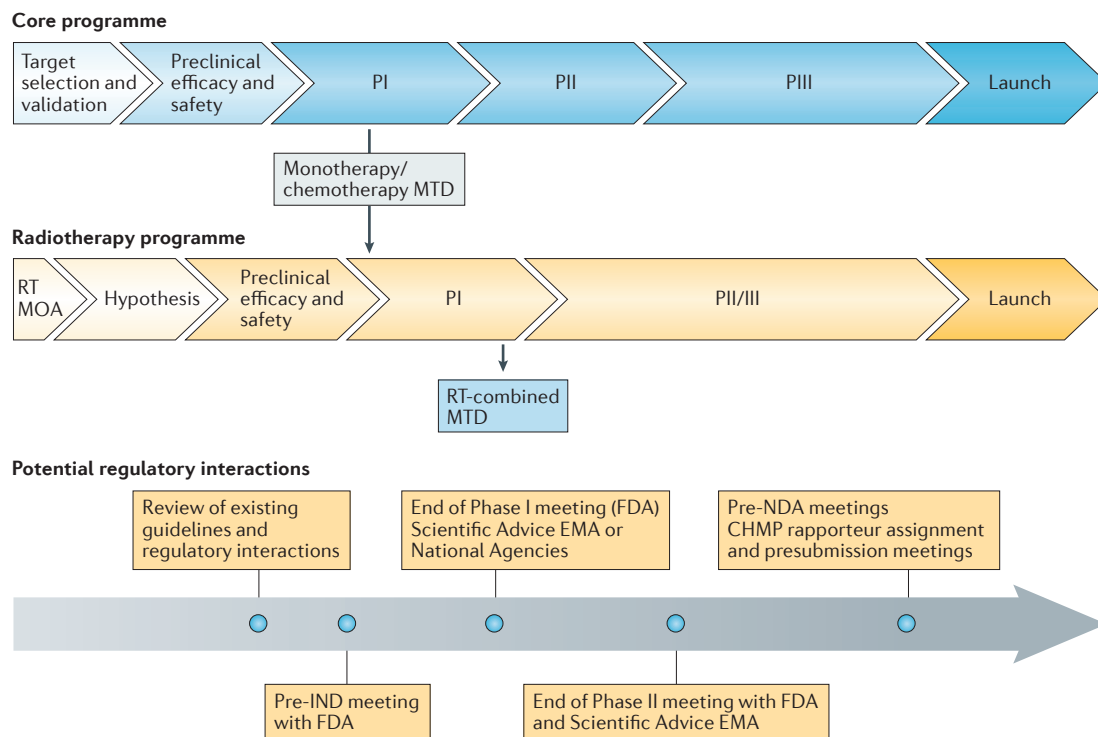 Core programme
Target
selection and
validation
Preclinical
efficacy and
safety
PI
PII
PIII
Launch
Monotherapy/
chemotherapy MTD
Radiotherapy programme
RT
MOA
Hypothesis
Preclinical
efficacy and
safety
PI
PII/III
Launch
RT-combined
MTD
Potential regulatory interactions
Review of existing
guidelines and
regulatory interactions
End of Phase I meeting (FDA)
Scientific Advice EMA or
National Agencies
Pre-NDA meetings
CHMP rapporteur assignment
and presubmission meetings
Pre-IND meeting
with FDA
End of Phase II meeting with FDA
and Scientific Advice EMA